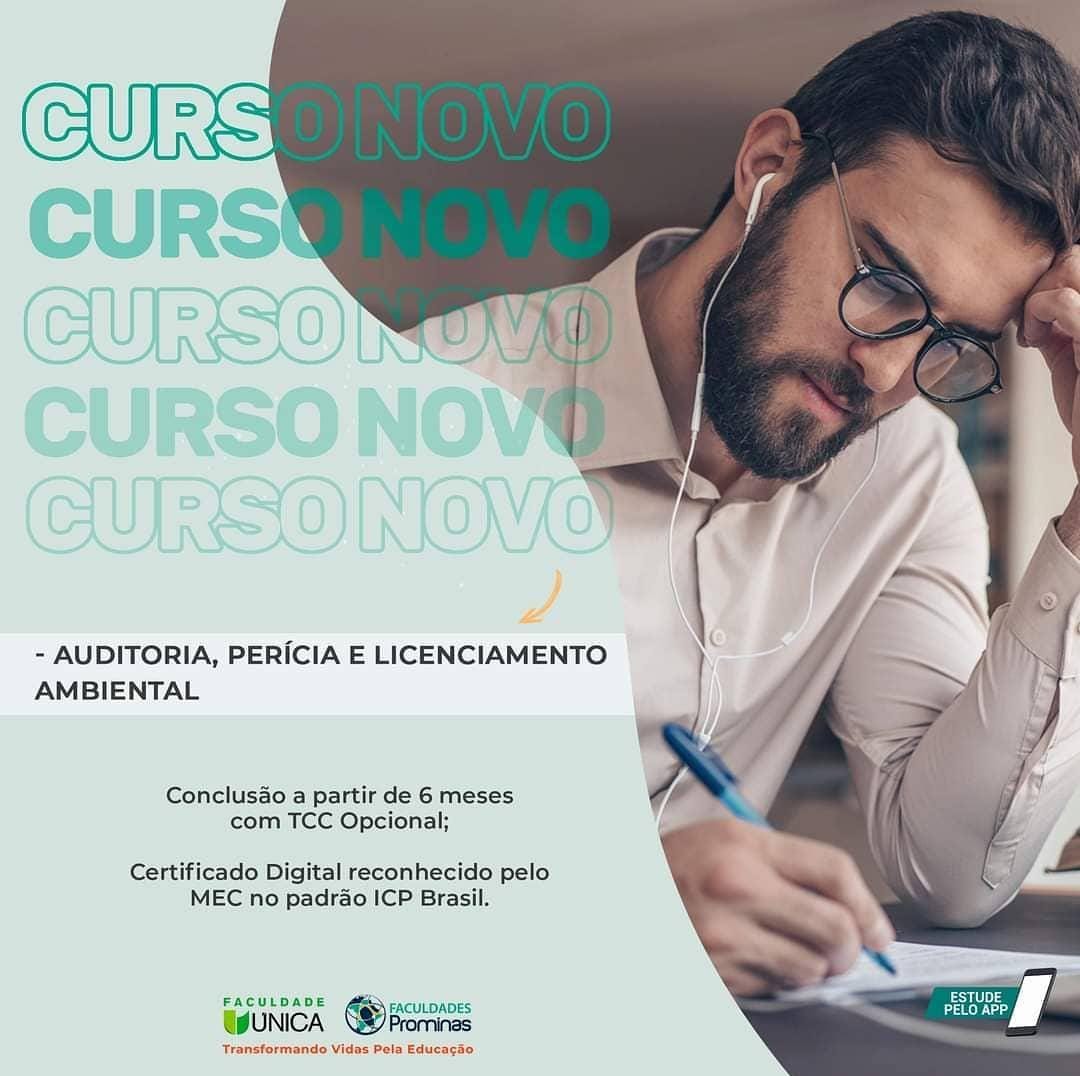 CURSO NOVO
CURSO NOVO
CURSO NOVO
CURSO NOVO
CURSO NOVO
- AUDITORIA, PERÍCIA E LICENCIAMENTO
AMBIENTAL
Conclusão a partir de 6 meses
com TCC Opcional;
Certificado Digital reconhecido pelo
MEC no padrão ICP Brasil.
FACULDADE
UNICA
FACULDADES
Prominas
Transformando Vidas Pela Educação
ESTUDE
PELO APP